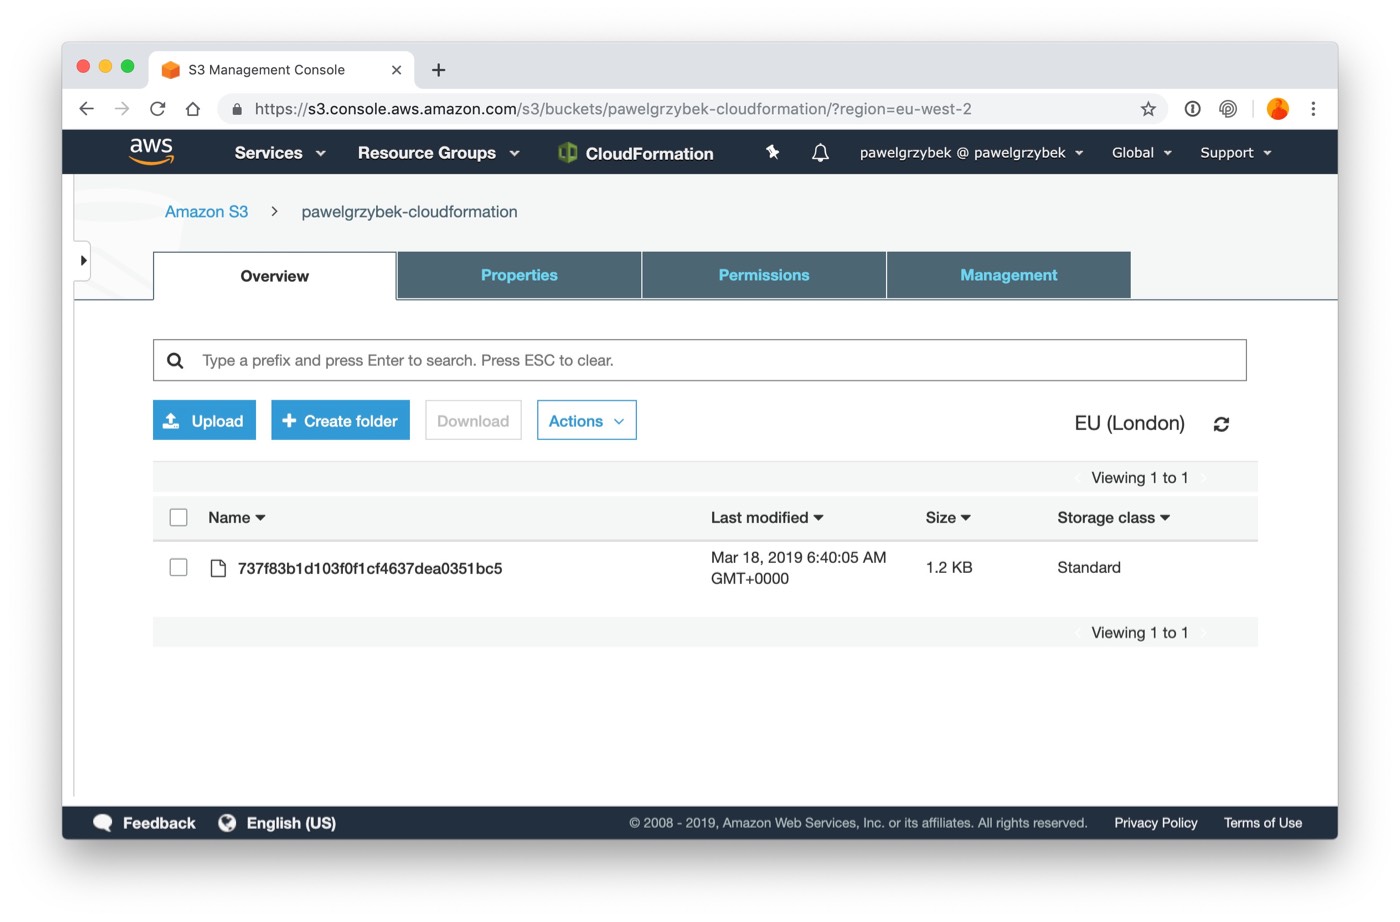 S3 Management Console
https://s3.console.aws.amazon.com/s3/buckets/pawelgrzybek-cloudformation/?region=eu-west-2
aws Services Resource Groups CloudFormation pawelgrzybek @ pawelgrzybek Global Support
Amazon S3 > pawelgrzybek-cloudformation
Overview Properties Permissions Management
Type a prefix and press Enter to search. Press ESC to clear.
Upload + Create folder Download Actions EU (London)
Viewing 1 to 1
Name Last modified Size Storage class
737f83b1d103f0f1cf4637dea0351bc5 Mar 18, 2019 6:40:05 AM 1.2 KB Standard
GMT+0000
Viewing 1 to 1
Feedback English (US) © 2008 - 2019, Amazon Web Services, Inc. or its affiliates. All rights reserved. Privacy Policy Terms of Use